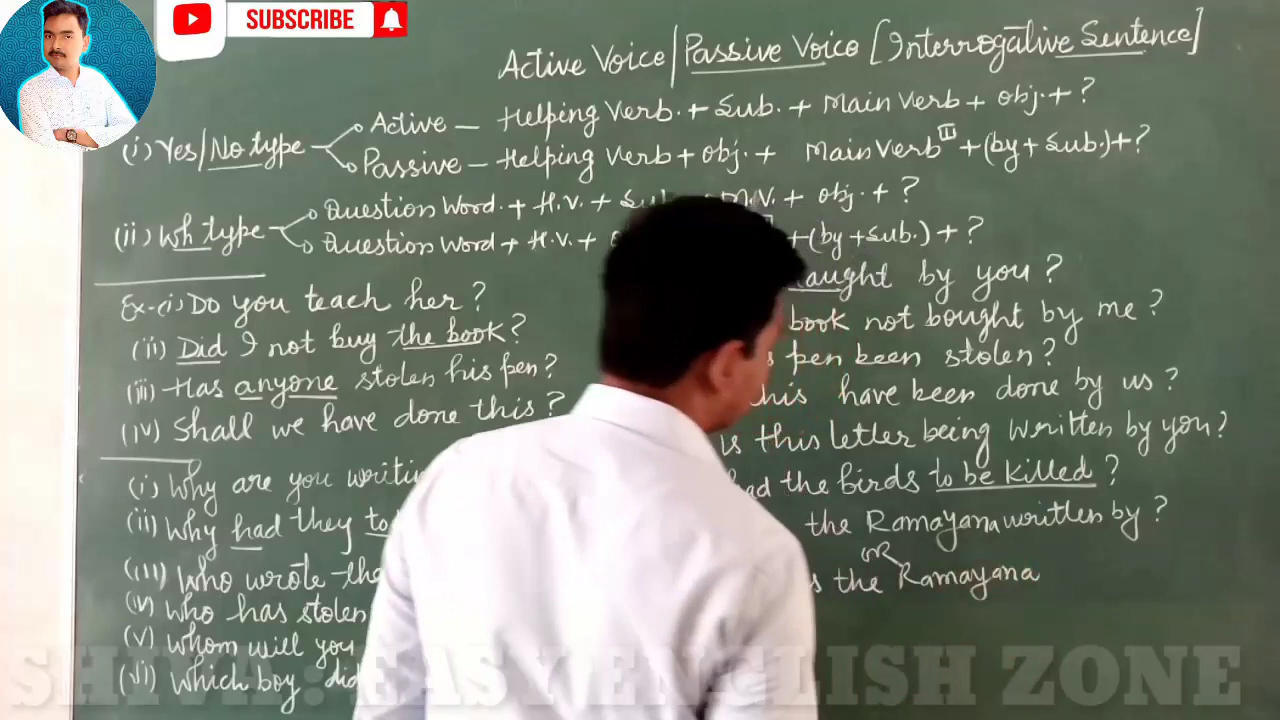 SUBSCRIBE
Active Voice/Passive Voice [Interrogative Sentence]
(i) Yes/No type
Active — Helping Verb. + Sub. + Main Verb + obj. + ?
Passive — Helping Verb + obj. + Main Verb III + (by + Sub.) + ?
(ii) Wh type
Question Word. + H.V. + Sub M.V. + obj. + ?
Question Word + H.V. + + (by + Sub.) + ?
Ex-(i) Do you teach her ?
taught by you ?
(ii) Did I not buy the book ?
book not bought by me ?
(iii) Has anyone stolen his pen ?
pen been stolen ?
(iv) Shall we have done this ?
this have been done by us ?
(i) Why are you
is this letter being written by you ?
(ii) Why had they to
had the birds to be killed ?
(iii) Who wrote the
the Ramayana written by ?
OR
the Ramayana
(iv) Who has stolen
(v) Whom will you
(vi) Which boy did
SHIVA : EASY ENGLISH ZONE